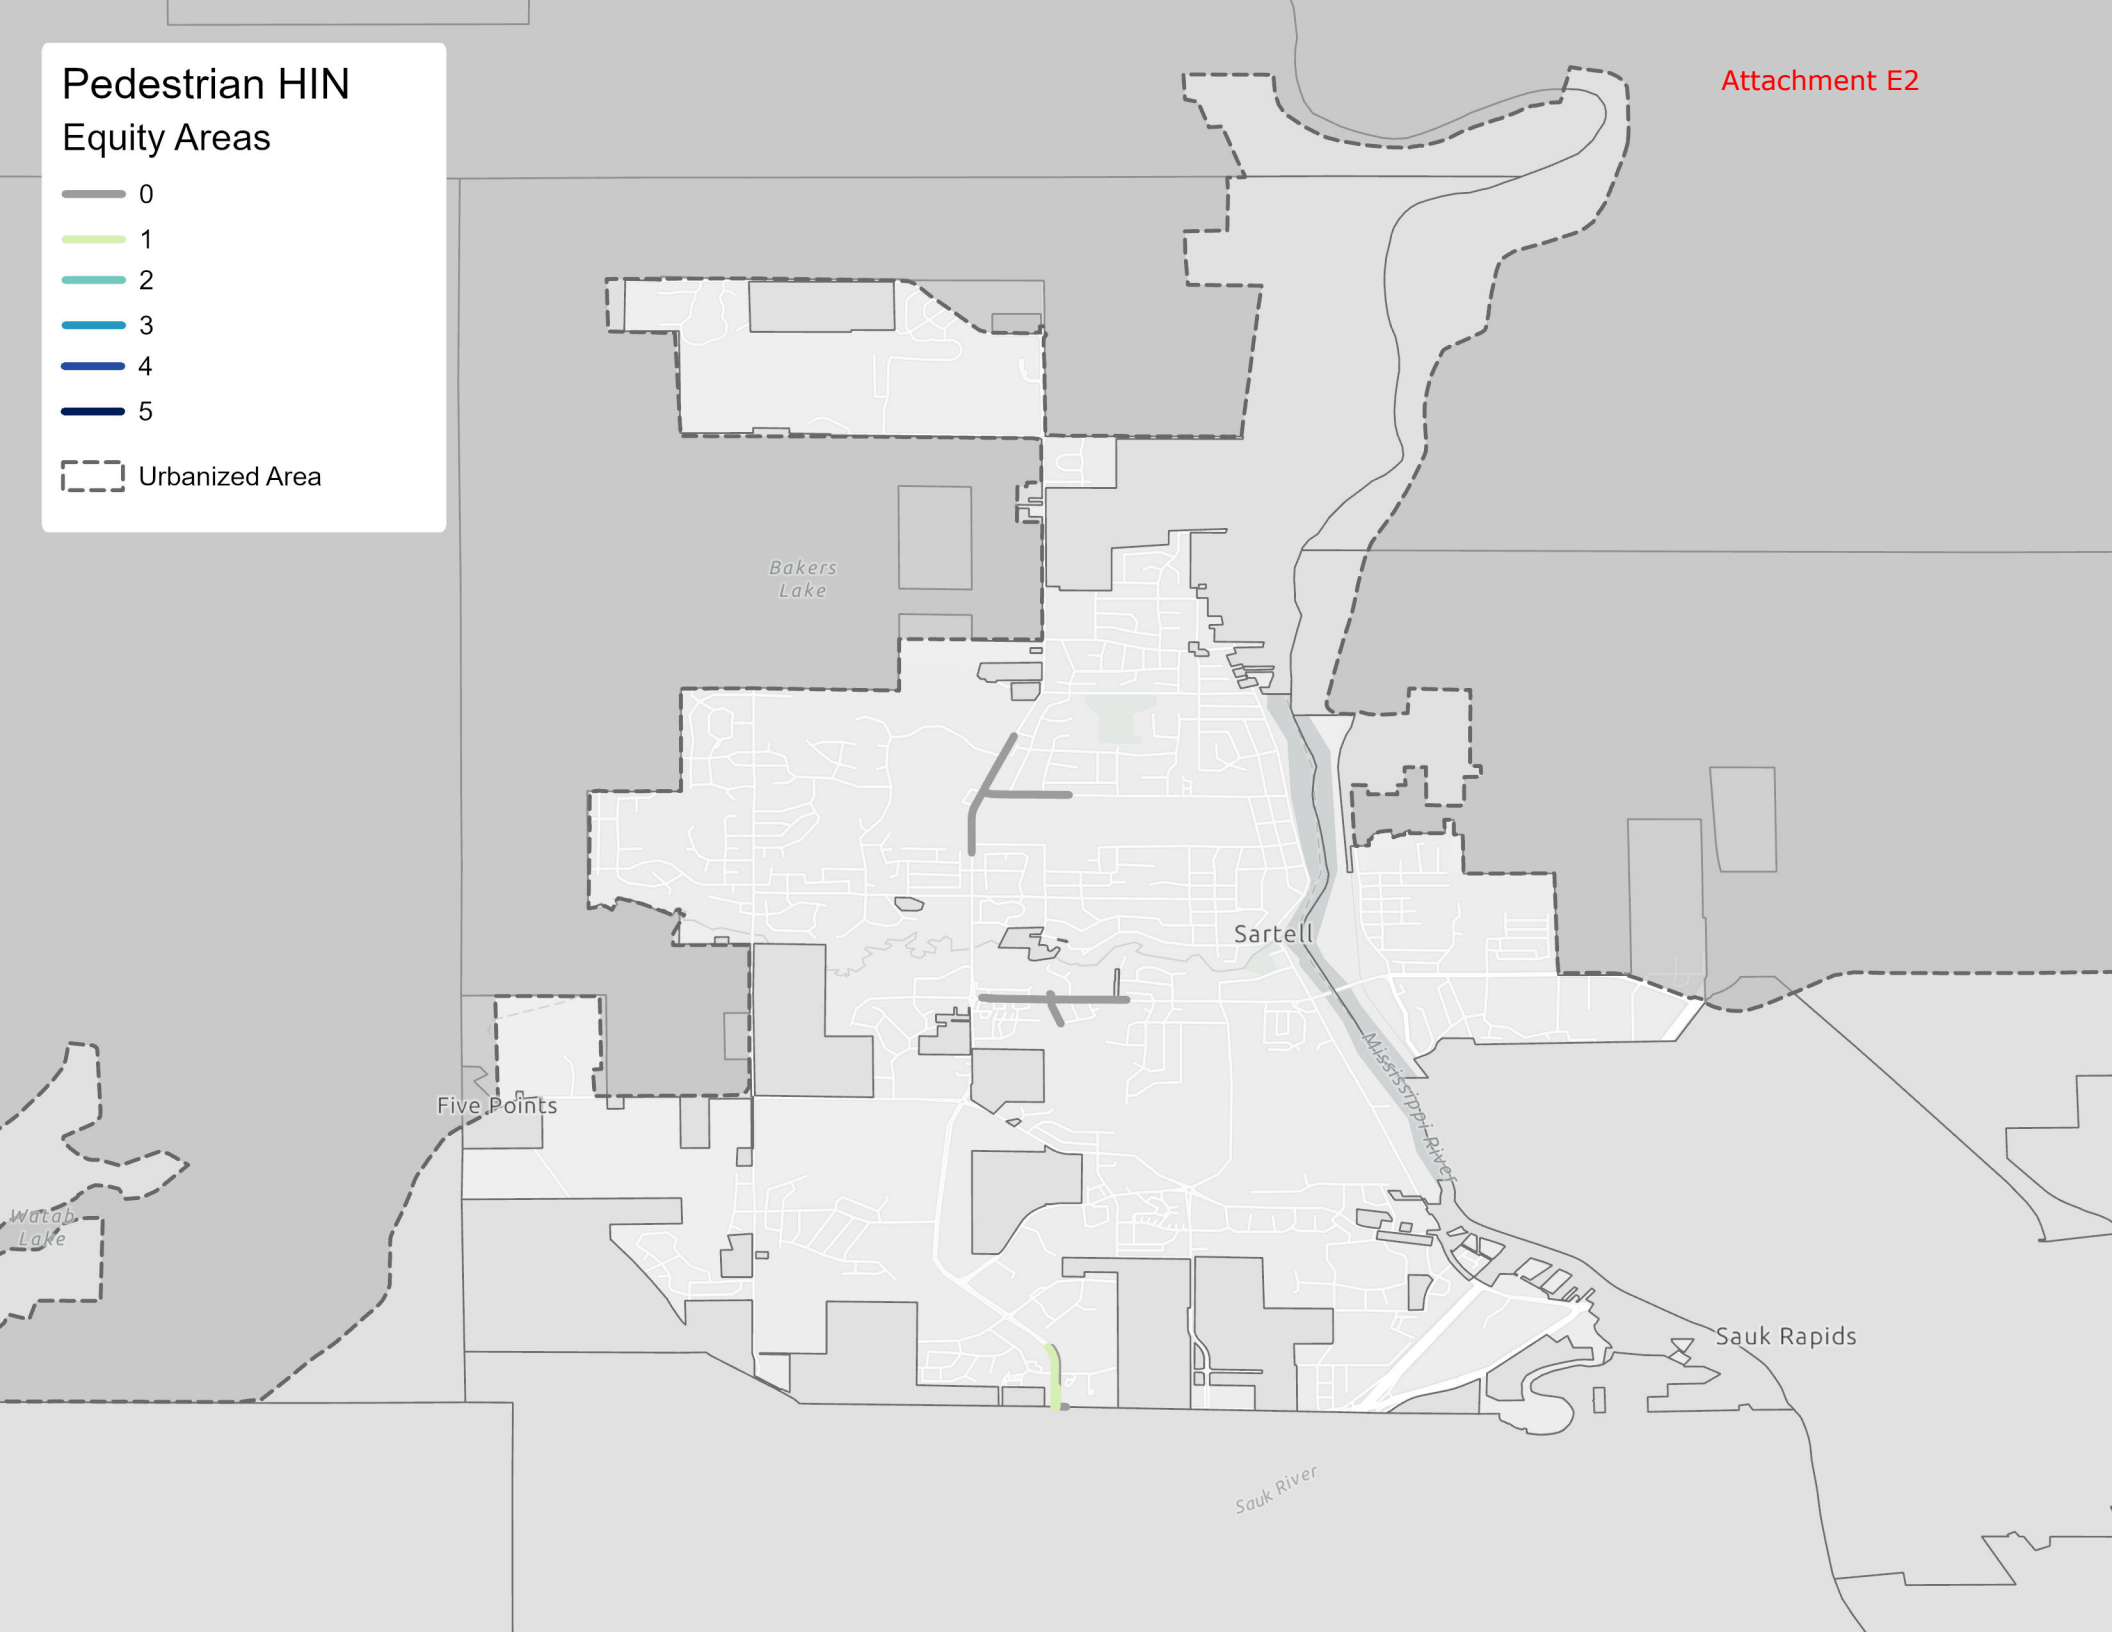 Pedestrian HIN
Equity Areas
0
1
2
3
4
5
Urbanized Area
Attachment E2
Bakers
Lake
Sartell
Five Points
Mississippi River
Watab
Lake
Sauk Rapids
Sauk River